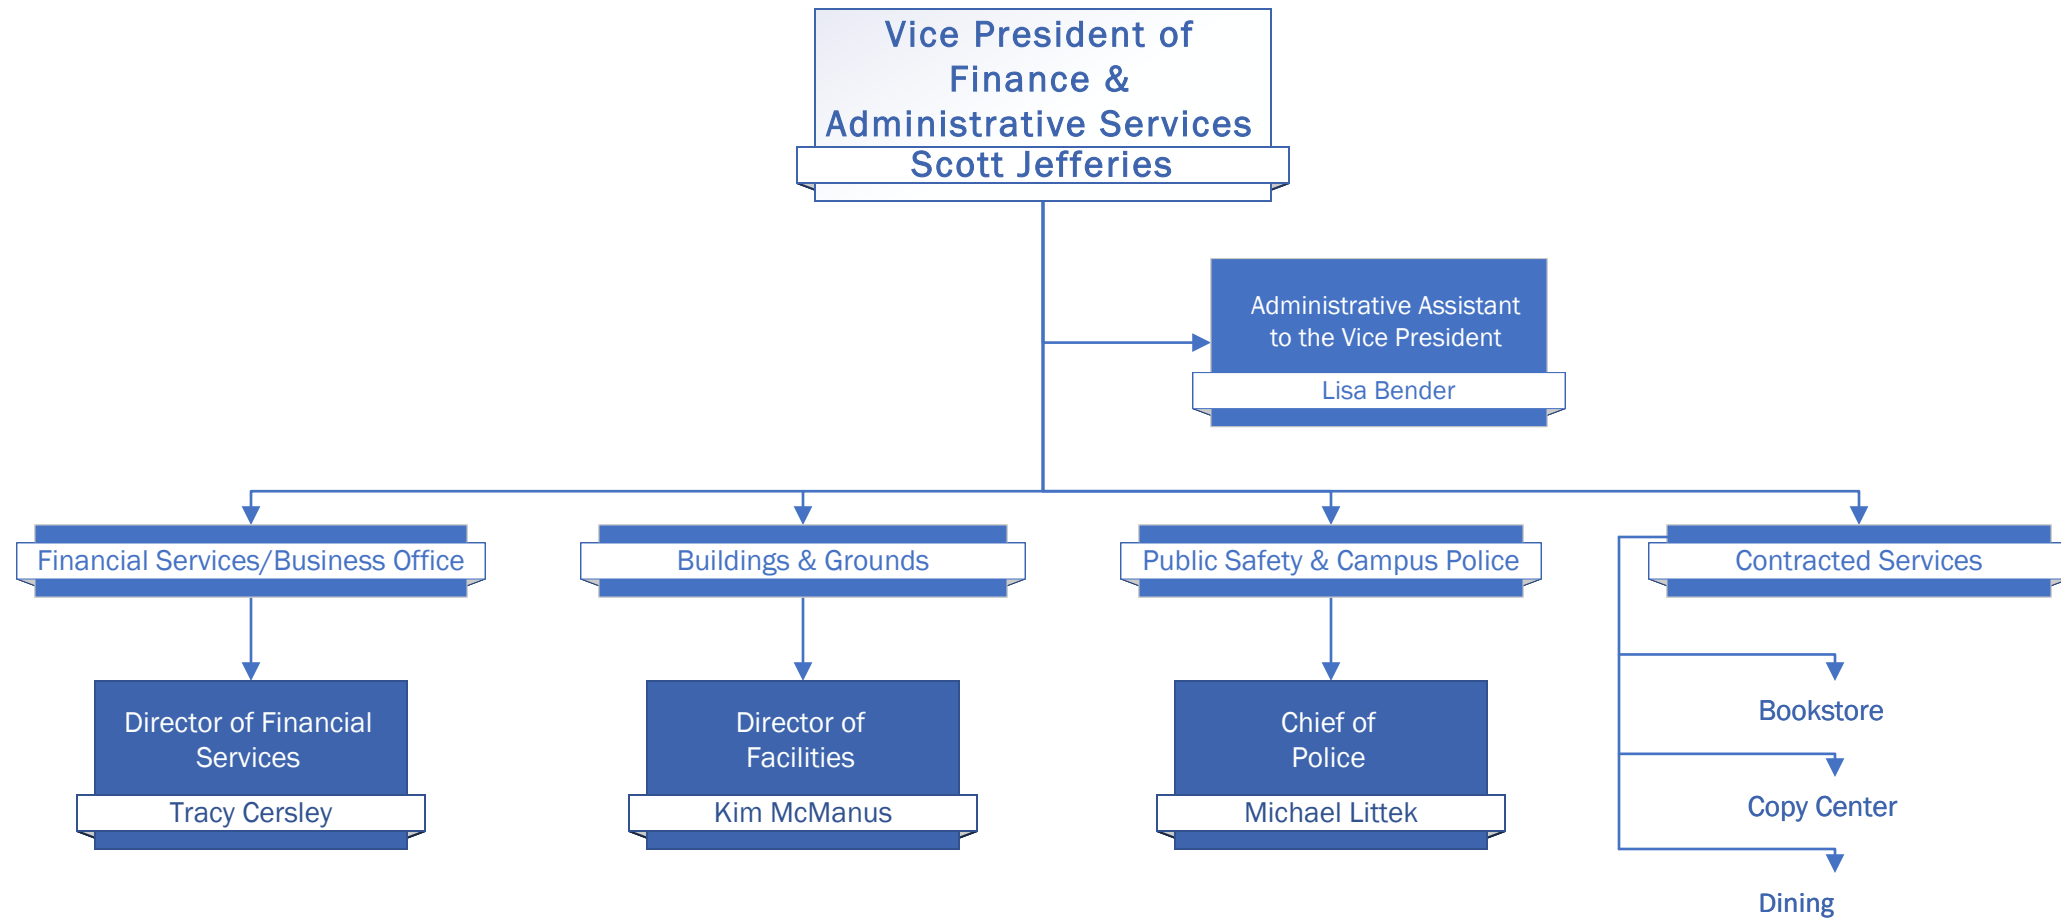 Vice President of
Finance &
Administrative Services
Scott Jefferies
Administrative Assistant
to the Vice President
Lisa Bender
Financial Services/Business Office
Buildings & Grounds
Public Safety & Campus Police
Contracted Services
Director of Financial
Services
Tracy Cersley
Director of
Facilities
Kim McManus
Chief of
Police
Michael Littek
Bookstore
Copy Center
Dining